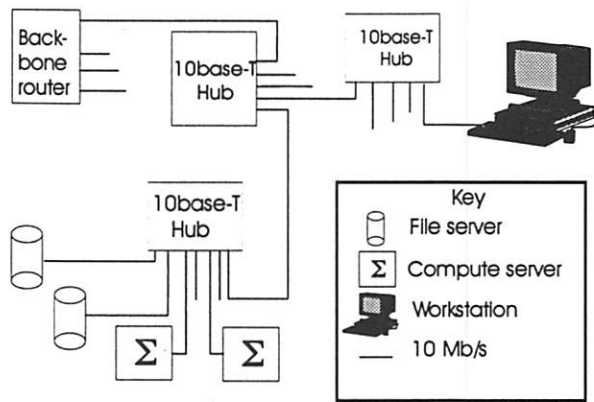 Back-
bone
router
10base-T
Hub
10base-T
Hub
10base-T
Hub
Σ
Σ
Key
File server
Σ
Compute server
Workstation
10 Mb/s